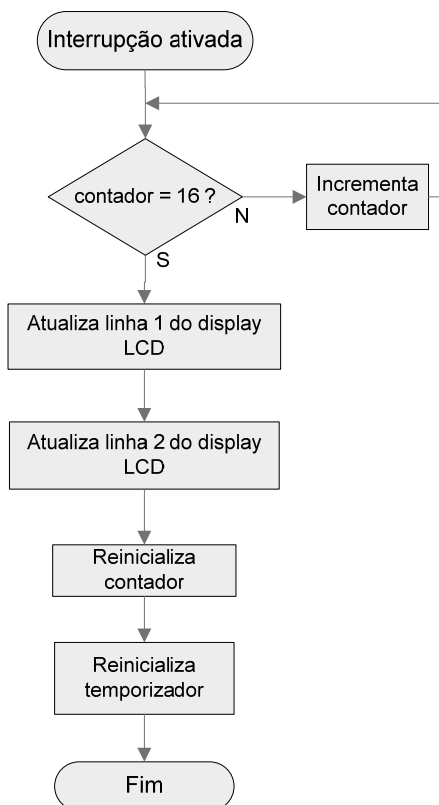 Interrupção ativada
contador = 16 ?
N
Incrementa
contador
S
Atualiza linha 1 do display
LCD
Atualiza linha 2 do display
LCD
Reinicializa
contador
Reinicializa
temporizador
Fim